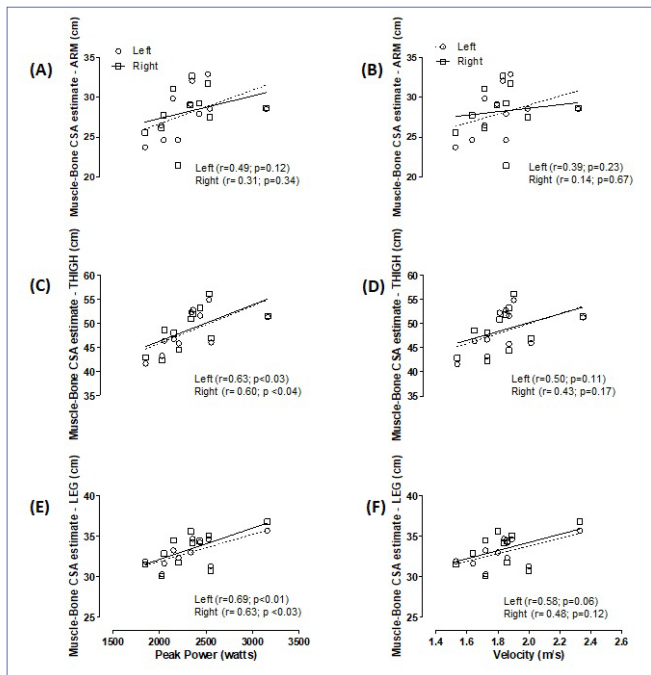 (A)
Muscle-Bone CSA estimate - ARM (cm)
35
30
25
20
Left
Right
Left (r=0.49; p=0.12)
Right (r= 0.31; p=0.34)
(B)
Muscle-Bone CSA estimate - ARM (cm)
35
30
25
20
Left
Right
Left (r=0.39; p=0.23)
Right (r= 0.14; p=0.67)
(C)
Muscle-Bone CSA estimate - THIGH (cm)
60
55
50
45
40
35
Left (r=0.63; p<0.03)
Right (r= 0.60; p <0.04)
(D)
Muscle-Bone CSA estimate - THIGH (cm)
60
55
50
45
40
35
Left (r=0.50; p=0.11)
Right (r= 0.43; p=0.17)
(E)
Muscle-Bone CSA estimate - LEG (cm)
40
35
30
25
Left (r=0.69; p<0.01)
Right (r= 0.63; p <0.03)
1500 2000 2500 3000 3500
Peak Power (watts)
(F)
Muscle-Bone CSA estimate - LEG (cm)
40
35
30
25
Left (r=0.58; p=0.06)
Right (r= 0.48; p=0.12)
1.4 1.6 1.8 2.0 2.2 2.4 2.6
Velocity (m's)